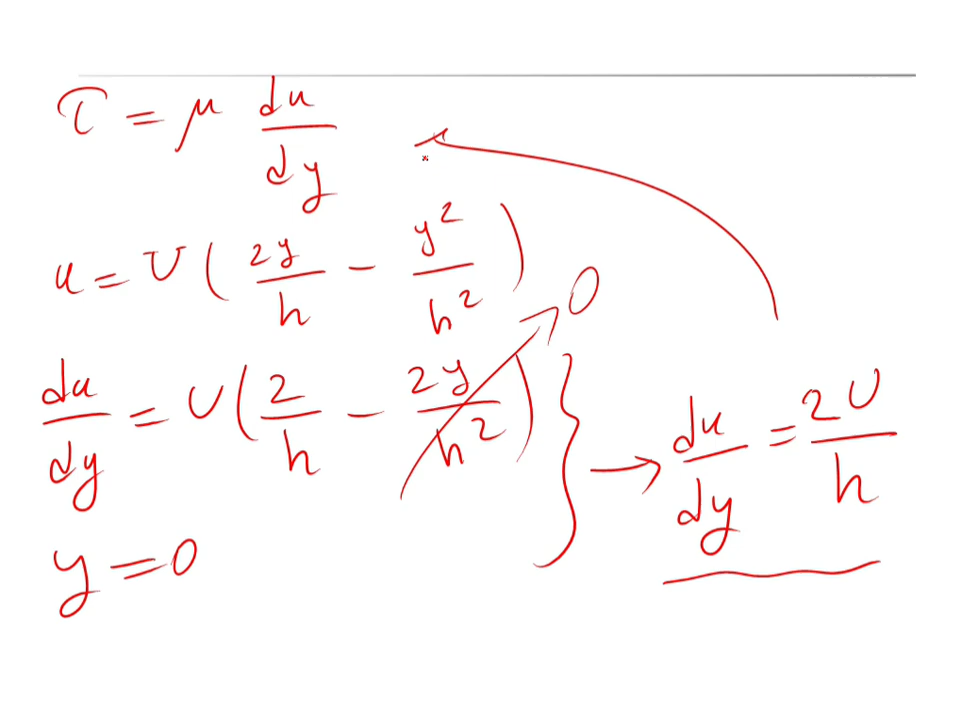 τ = μ du/dy
u = U ( 2y/h − y²/h² )
du/dy = U ( 2/h − 2y/h² ) → 0
y = 0
→ du/dy = 2U/h